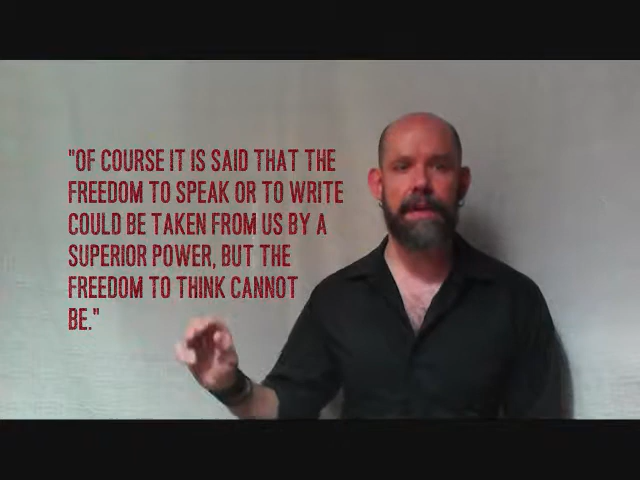 "OF COURSE IT IS SAID THAT THE
FREEDOM TO SPEAK OR TO WRITE
COULD BE TAKEN FROM US BY A
SUPERIOR POWER, BUT THE
FREEDOM TO THINK CANNOT
BE."